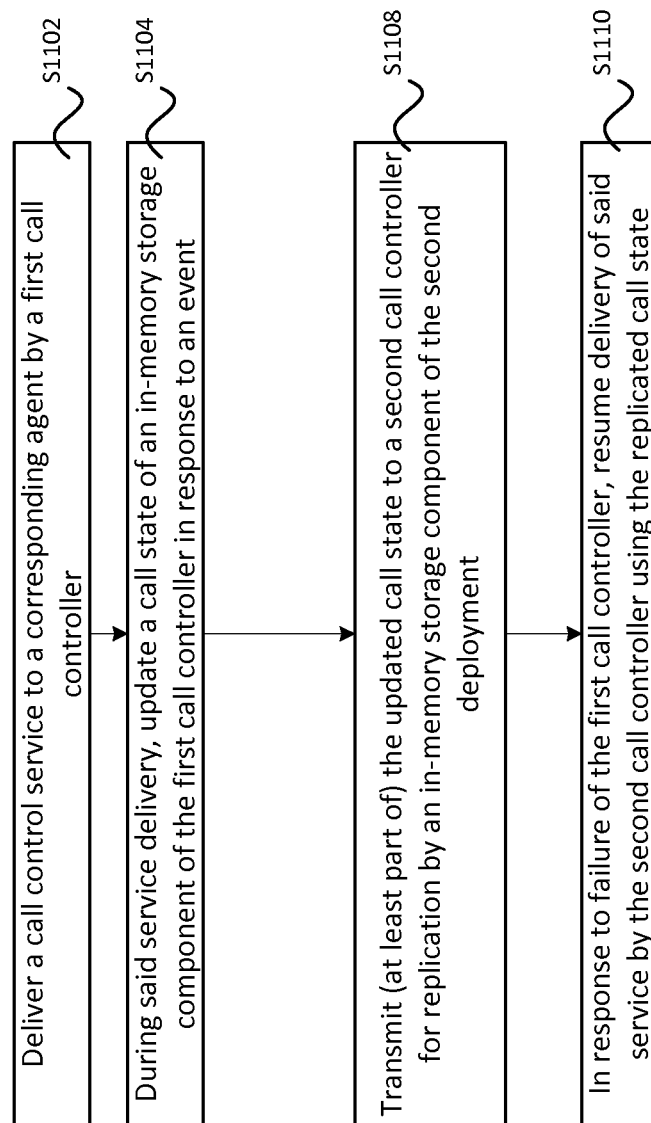 Deliver a call control service to a corresponding agent by a first call
controller
S1102
During said service delivery, update a call state of an in-memory storage
component of the first call controller in response to an event
S1104
Transmit (at least part of) the updated call state to a second call controller
for replication by an in-memory storage component of the second
deployment
S1108
In response to failure of the first call controller, resume delivery of said
service by the second call controller using the replicated call state
S1110